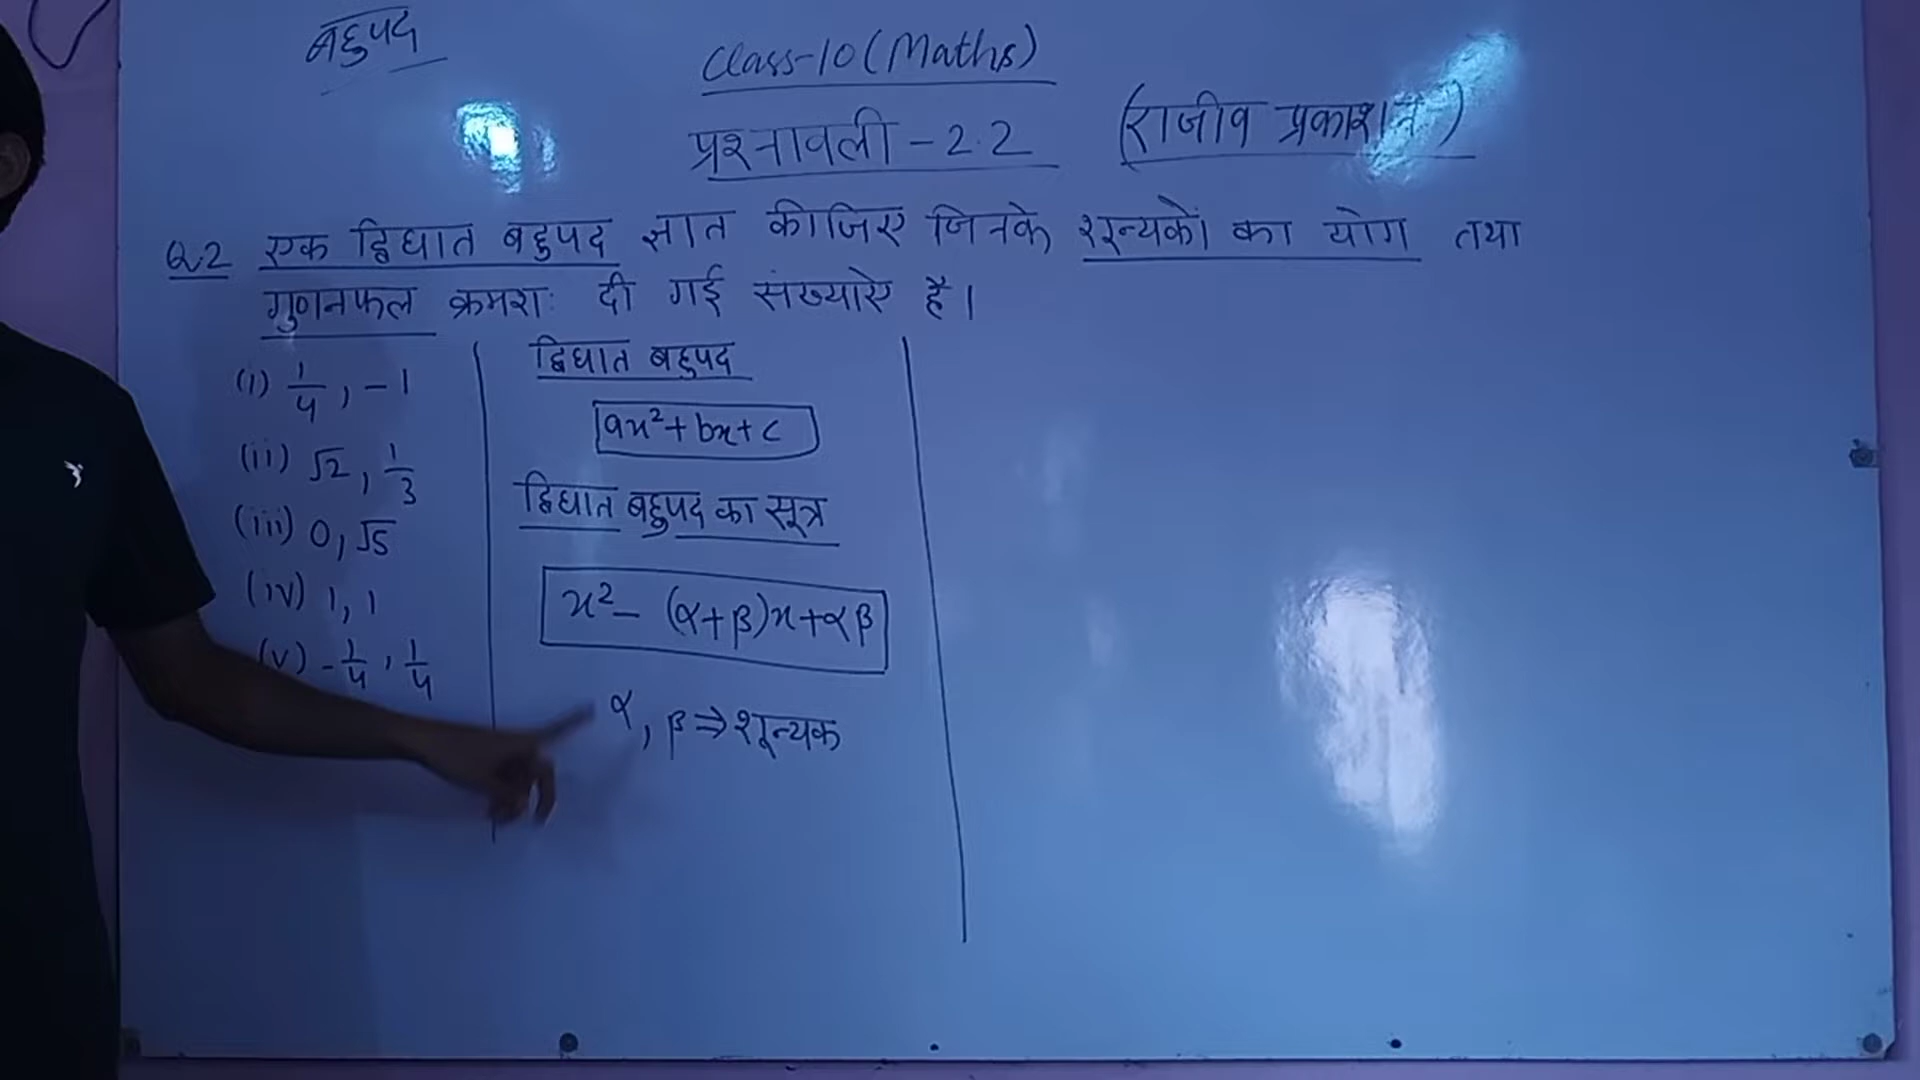 बहुपद
Class-10 (Maths)
प्रश्नावली - 2.2
(राजीव प्रकाशन)
Q.2 एक द्विघात बहुपद ज्ञात कीजिए जिनके शून्यकों का योग तथा
गुणनफल क्रमशः दी गई संख्याएे है।
(i) 1/4, -1
(ii) √2, 1/3
(iii) 0, √5
(iv) 1, 1
(v) -1/4, 1/4
द्विघात बहुपद
ax²+bx+c
द्विघात बहुपद का सूत्र
x² - (α+β)x+αβ
α, β ⇒ शून्यक